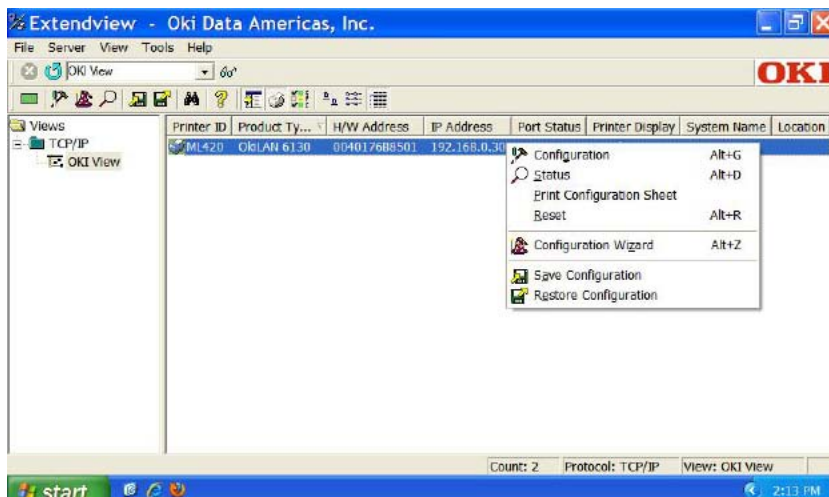 Extendview - Oki Data Americas, Inc.
File Server View Tools Help
OKI View
OKI
Views
TCP/IP
OKI View
Printer ID Product Ty... H/W Address IP Address Port Status Printer Display System Name Location
ML420 OkiLAN 6130 004017688501 192.168.0.30
Configuration Alt+G
Status Alt+D
Print Configuration Sheet
Reset Alt+R
Configuration Wizard Alt+Z
Save Configuration
Restore Configuration
Count: 2 Protocol: TCP/IP View: OKI View
start 2:13 PM